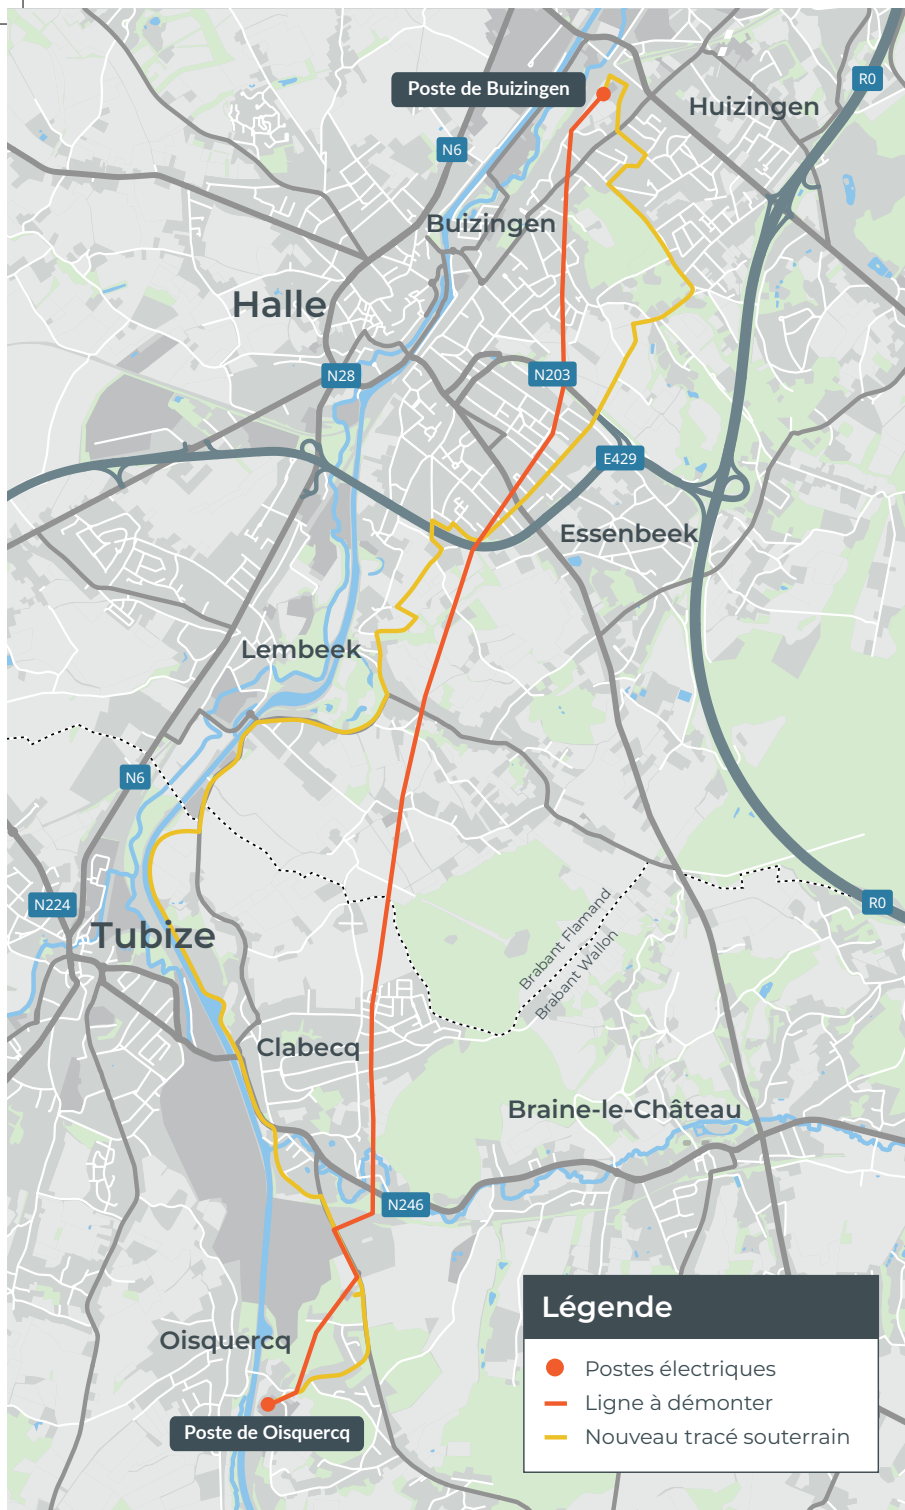 Poste de Buizingen
R0
Huizingen
N6
Buizingen
Halle
N28
N203
E429
Essenbeek
Lembeek
N6
N224
R0
Tubize
Brabant Flamand
Brabant Wallon
Clabecq
Braine-le-Château
N246
Légende
Oisquercq
Postes électriques
Ligne à démonter
Poste de Oisquercq
Nouveau tracé souterrain